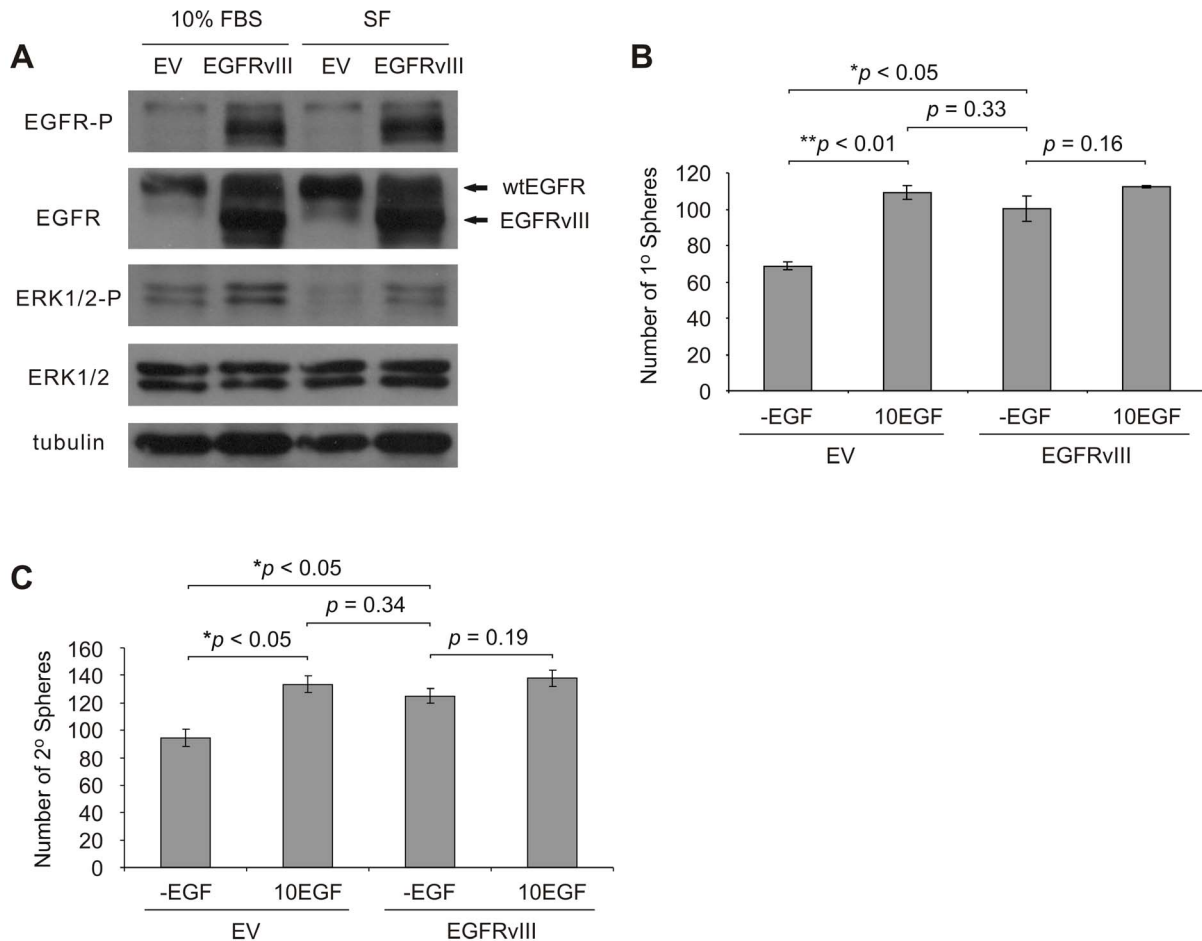 A
10% FBS SF
EV EGFRvIII EV EGFRvIII
EGFR-P
EGFR
wtEGFR
EGFRvIII
ERK1/2-P
ERK1/2
tubulin
B
*p < 0.05
p = 0.33
**p < 0.01
p = 0.16
Number of 1º Spheres
120
100
80
60
40
20
0
-EGF 10EGF -EGF 10EGF
EV EGFRvIII
C
*p < 0.05
p = 0.34
*p < 0.05
p = 0.19
Number of 2º Spheres
160
140
120
100
80
60
40
20
0
-EGF 10EGF -EGF 10EGF
EV EGFRvIII